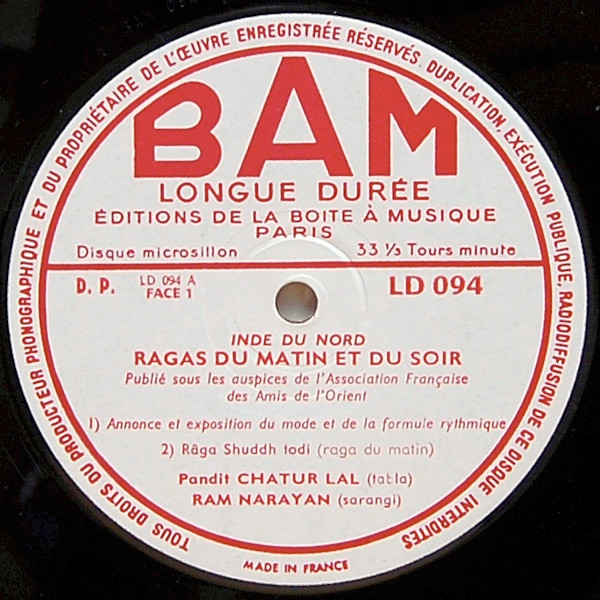 TOUS DROITS DU PRODUCTEUR PHONOGRAPHIQUE ET DU PROPRIÉTAIRE DE L'ŒUVRE ENREGISTRÉE RÉSERVÉS. DUPLICATION, EXÉCUTION PUBLIQUE, RADIODIFFUSION DE CE DISQUE INTERDITES
BAM
LONGUE DURÉE
ÉDITIONS DE LA BOITE À MUSIQUE
PARIS
Disque microsillon 33 ⅓ Tours minute
D. P. LD 094 A LD 094
FACE 1
INDE DU NORD
RAGAS DU MATIN ET DU SOIR
Publié sous les auspices de l'Association Française
des Amis de l'Orient
1) Annonce et exposition du mode et de la formule rythmique
2) Râga Shuddh todi (raga du matin)
Pandit CHATUR LAL (tabla)
RAM NARAYAN (sarangi)
MADE IN FRANCE